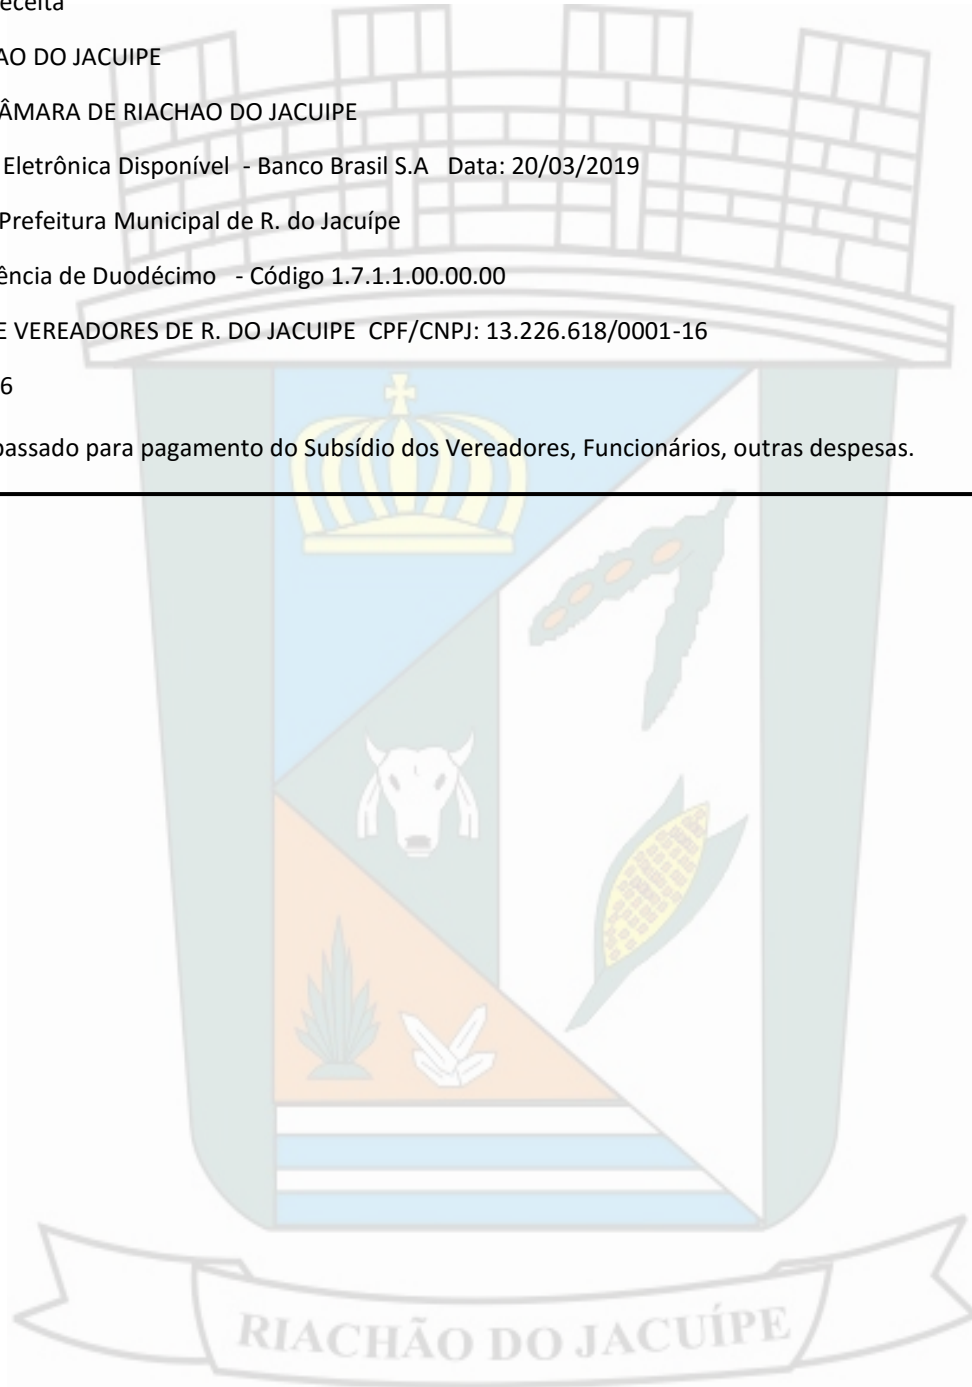 eceita
AO DO JACUIPE
ÂMARA DE RIACHAO DO JACUIPE
Eletrônica Disponível - Banco Brasil S.A Data: 20/03/2019
Prefeitura Municipal de R. do Jacuípe
ência de Duodécimo - Código 1.7.1.1.00.00.00
E VEREADORES DE R. DO JACUIPE CPF/CNPJ: 13.226.618/0001-16
6
passado para pagamento do Subsídio dos Vereadores, Funcionários, outras despesas.
RIACHÃO DO JACUÍPE